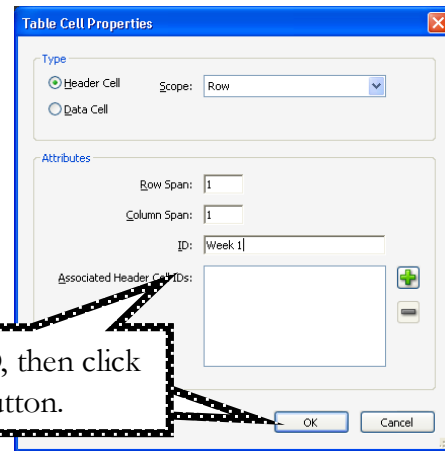 Table Cell Properties
Type
Header Cell
Scope: Row
Data Cell
Attributes
Row Span: 1
Column Span: 1
ID: Week 1
Associated Header Cell IDs:
, then click
OK
Cancel